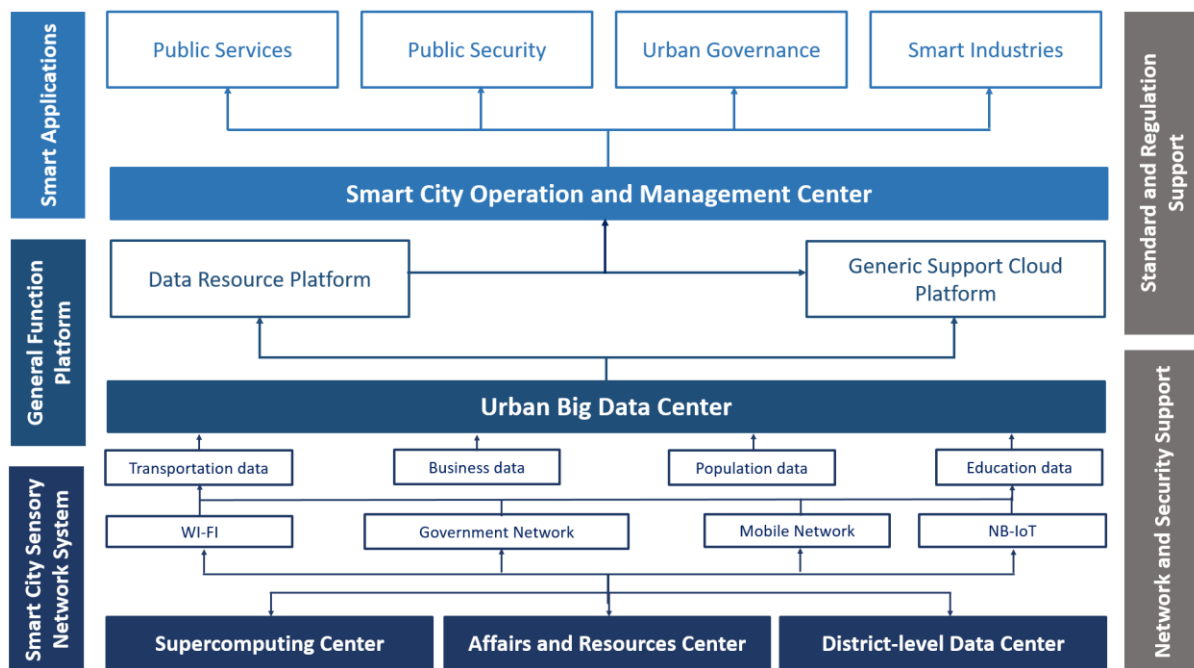 Smart Applications
Public Services
Public Security
Urban Governance
Smart Industries
Smart City Operation and Management Center
Standard and Regulation
Support
General Function
Platform
Data Resource Platform
Generic Support Cloud
Platform
Urban Big Data Center
Smart City Sensory
Network System
Transportation data
Business data
Population data
Education data
WI-FI
Government Network
Mobile Network
NB-IoT
Supercomputing Center
Affairs and Resources Center
District-level Data Center
Network and Security Support